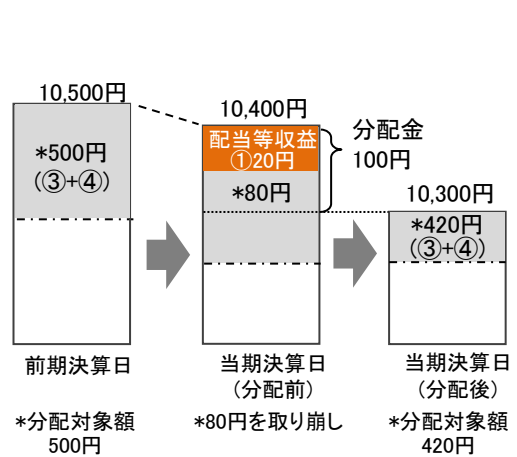 10,500円
*500円
(③+④)
前期決算日
*分配対象額
500円
10,400円
配当等収益
①20円
*80円
分配金
100円
当期決算日
(分配前)
*80円を取り崩し
10,300円
*420円
(③+④)
当期決算日
(分配後)
*分配対象額
420円